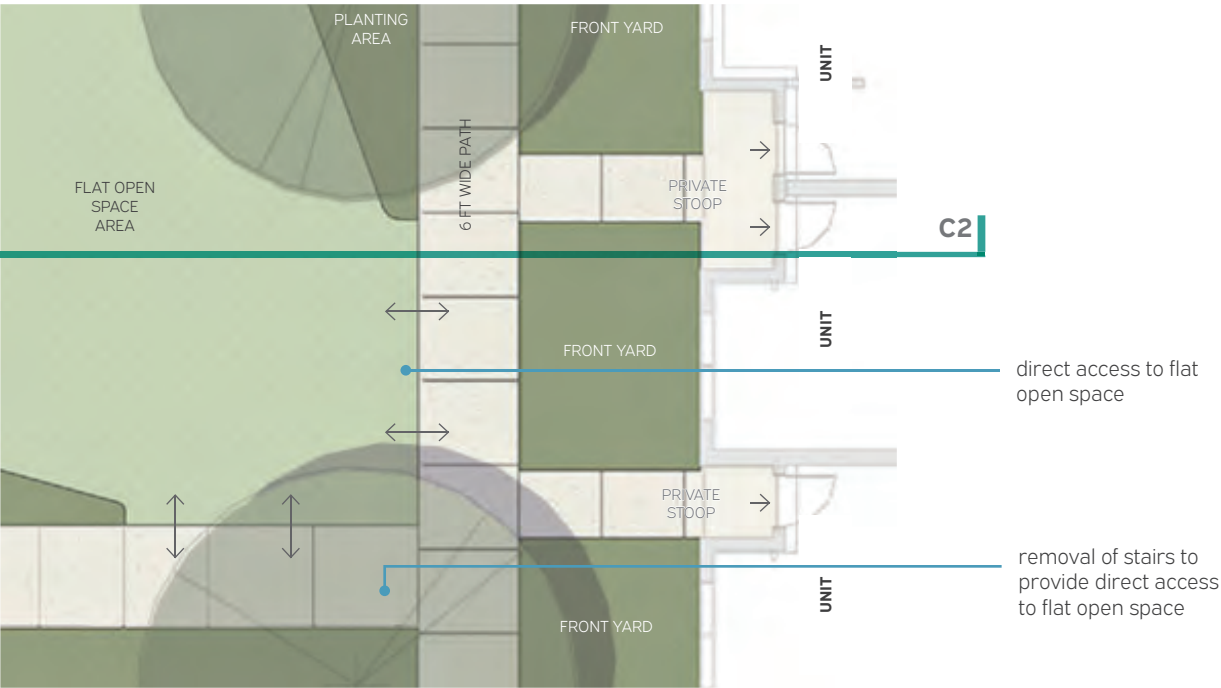 PLANTING
AREA
FRONT YARD
UNIT
6 FT WIDE PATH
FLAT OPEN
SPACE
AREA
PRIVATE
STOOP
C2
UNIT
FRONT YARD
direct access to flat
open space
PRIVATE
STOOP
removal of stairs to
provide direct access
to flat open space
UNIT
FRONT YARD